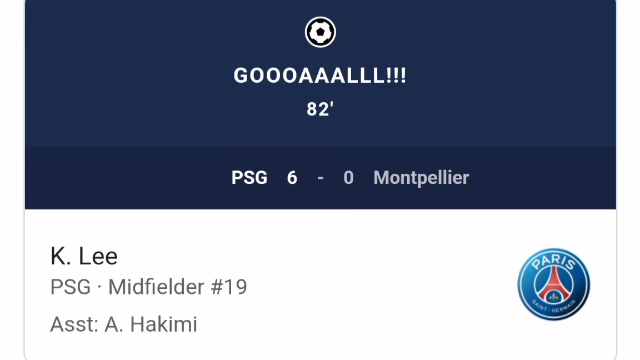 GOOOAAALLL!!!
82'
PSG 6 - 0 Montpellier
K. Lee
PSG · Midfielder #19
Asst: A. Hakimi
PARIS
SAINT-GERMAIN